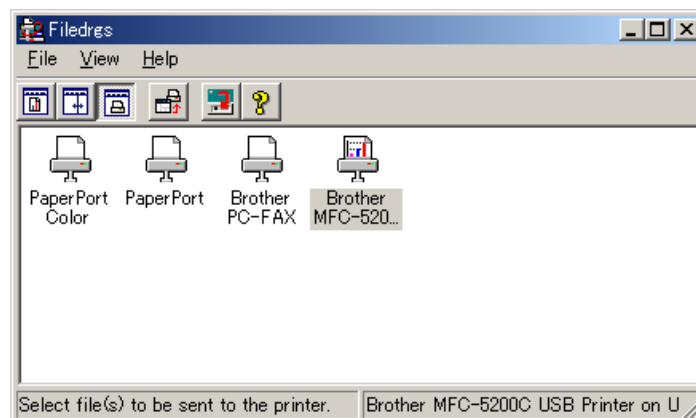 Filedrgs
File View Help
PaperPort Color
PaperPort
Brother PC-FAX
Brother MFC-520...
Select file(s) to be sent to the printer.
Brother MFC-5200C USB Printer on U